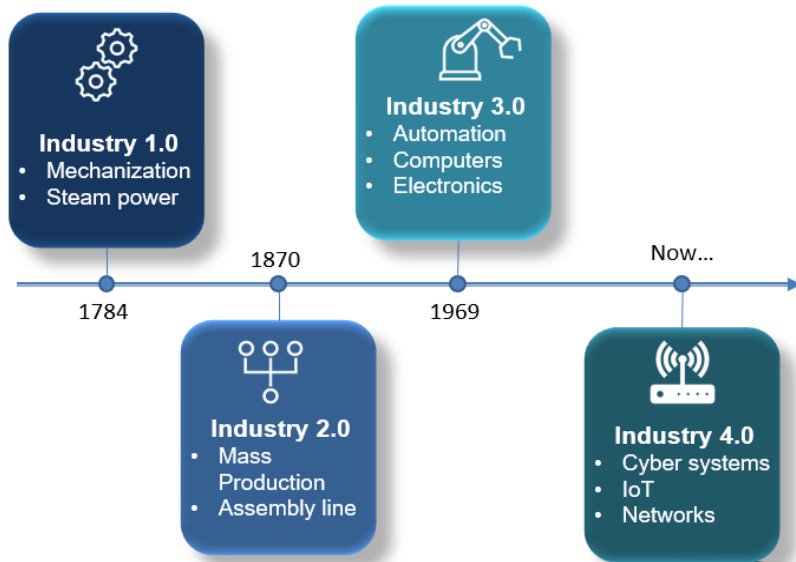 Industry 1.0
• Mechanization
• Steam power
1784
1870
Industry 2.0
• Mass
Production
• Assembly line
Industry 3.0
• Automation
• Computers
• Electronics
1969
Now...
Industry 4.0
• Cyber systems
• IoT
• Networks